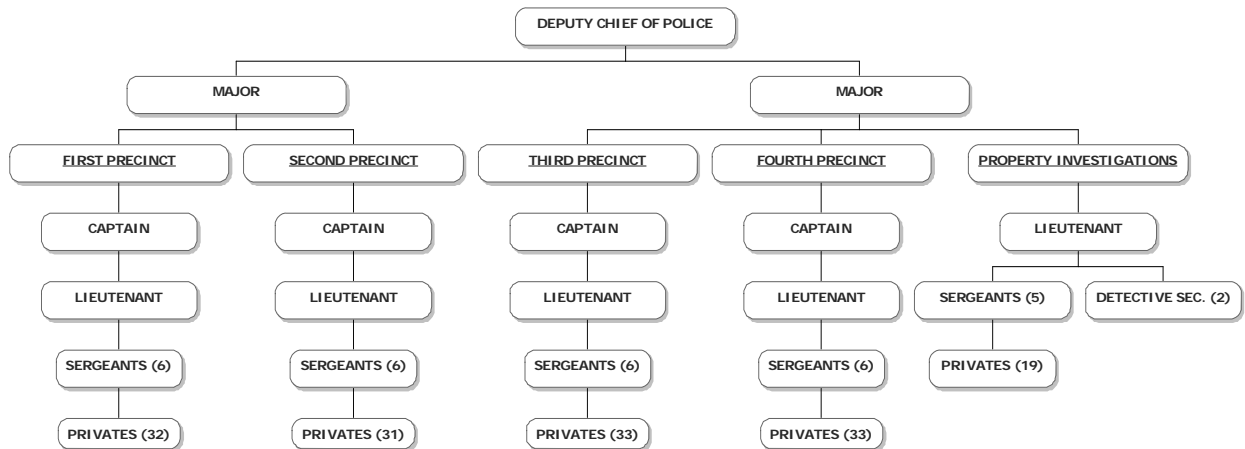 DEPUTY CHIEF OF POLICE
MAJOR
MAJOR
FIRST PRECINCT
SECOND PRECINCT
THIRD PRECINCT
FOURTH PRECINCT
PROPERTY INVESTIGATIONS
CAPTAIN
CAPTAIN
CAPTAIN
CAPTAIN
LIEUTENANT
LIEUTENANT
LIEUTENANT
LIEUTENANT
LIEUTENANT
SERGEANTS (5)
DETECTIVE SEC. (2)
SERGEANTS (6)
SERGEANTS (6)
SERGEANTS (6)
SERGEANTS (6)
PRIVATES (19)
PRIVATES (32)
PRIVATES (31)
PRIVATES (33)
PRIVATES (33)